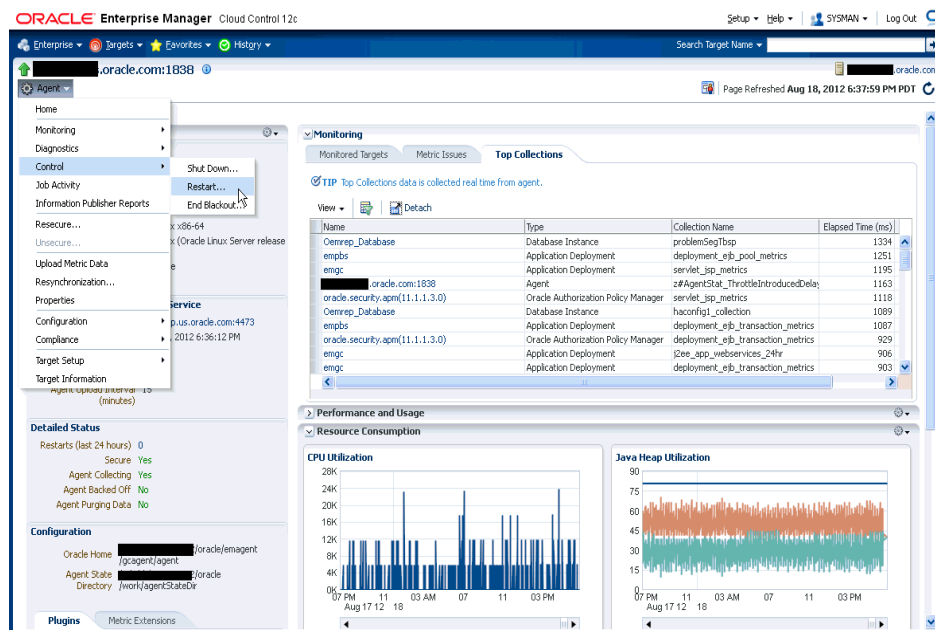 ORACLE Enterprise Manager Cloud Control 12c
Setup Help SYSMAN Log Out
Enterprise Targets Favorites History Search Target Name
.oracle.com:1838 .oracle.com
Agent Page Refreshed Aug 18, 2012 6:37:59 PM PDT
Home
Monitoring
Diagnostics
Control
Job Activity
Information Publisher Reports
Resecure...
Unsecure...
Upload Metric Data
Resynchronization...
Properties
Configuration
Compliance
Target Setup
Target Information
Shut Down...
Restart...
End Blackout...
x x86-64
x (Oracle Linux Server release
e
Service
p.us.oracle.com:4473
, 2012 6:36:12 PM
Agent Upload Interval 15
(minutes)
Detailed Status
Restarts (last 24 hours) 0
Secure Yes
Agent Collecting Yes
Agent Backed Off No
Agent Purging Data No
Configuration
Oracle Home /oracle/emagent
/gcagent/agent
Agent State /oracle
Directory /work/agentStateDir
Plugins Metric Extensions
Monitoring
Monitored Targets Metric Issues Top Collections
TIP Top Collections data is collected real time from agent.
View Detach
Name Type Collection Name Elapsed Time (ms)
Oemrep_Database Database Instance problemSegTbsp 1334
empbs Application Deployment deployment_ejb_pool_metrics 1251
emgc Application Deployment servlet_jsp_metrics 1195
.oracle.com:1838 Agent z#AgentStat_ThrottleIntroducedDelay 1163
oracle.security.apm(11.1.1.3.0) Oracle Authorization Policy Manager servlet_jsp_metrics 1118
Oemrep_Database Database Instance haconfig1_collection 1089
empbs Application Deployment deployment_ejb_transaction_metrics 1087
oracle.security.apm(11.1.1.3.0) Oracle Authorization Policy Manager deployment_ejb_transaction_metrics 929
emgc Application Deployment j2ee_app_webservices_24hr 906
emgc Application Deployment deployment_ejb_transaction_metrics 903
Performance and Usage
Resource Consumption
CPU Utilization
28K
24K
20K
16K
12K
8K
4K
0K
07 PM 11 03 AM 07 11 03 PM
Aug 17 12 18
Java Heap Utilization
90
75
60
45
30
15
0
07 PM 11 03 AM 07 11 03 PM
Aug 17 12 18